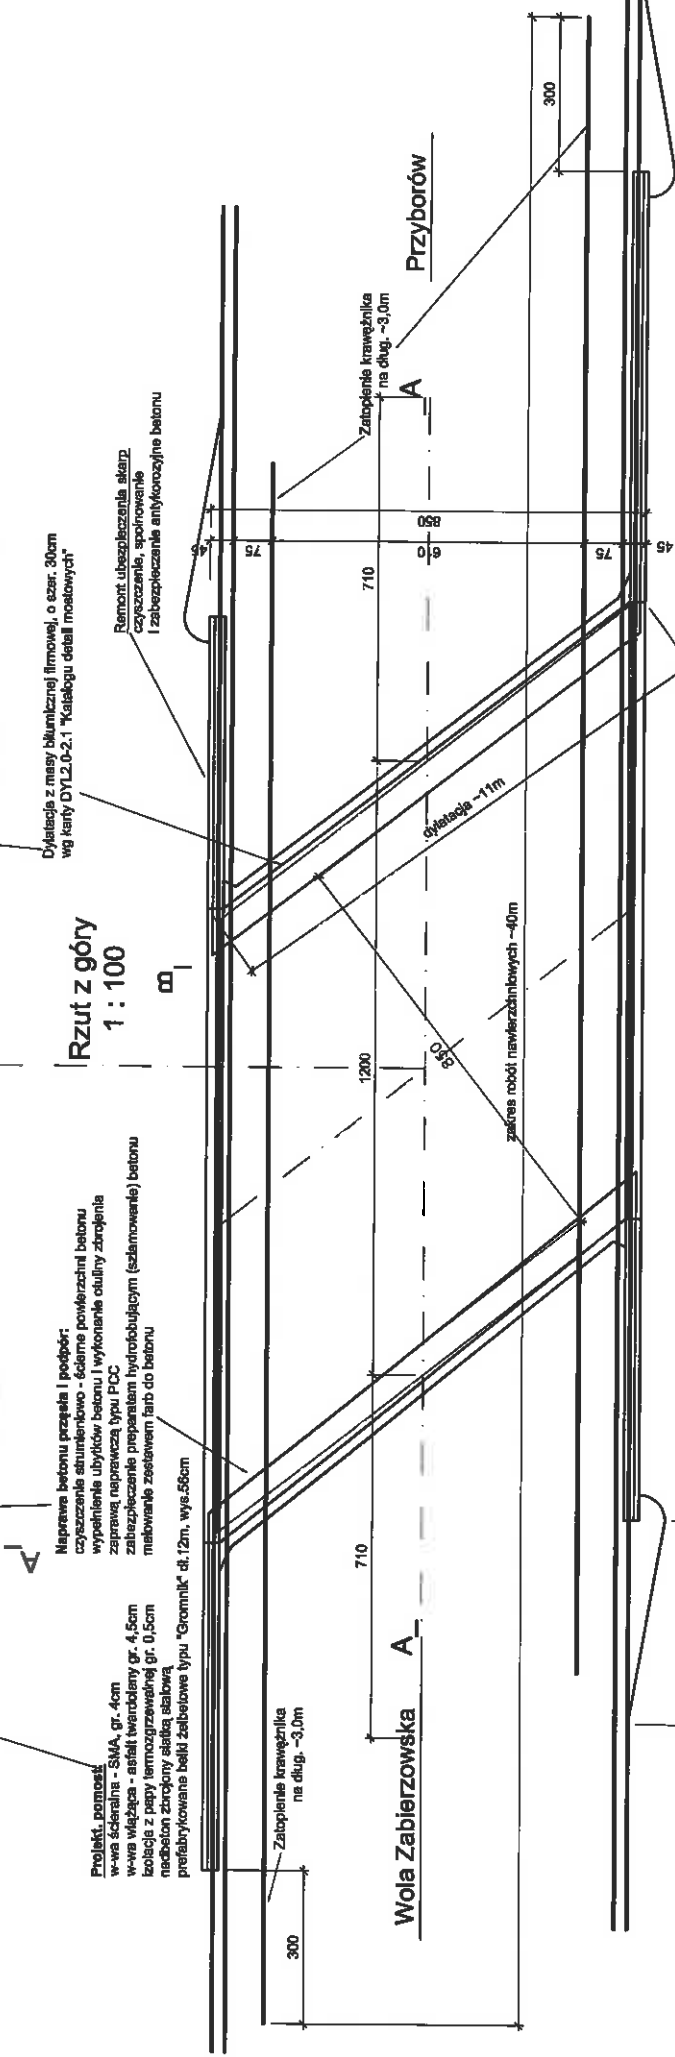 Projekt. pomost:
w-wa ścieralna - SMA, gr. 4cm
w-wa wiążąca - asfalt twardolany gr. 4,5cm
izolacja z papy termozgrzewalnej gr. 0,5cm
nadbeton zbrojony siatką stalową
prefabrykowane belki żelbetowe typu "Gromnik" dł.12m, wys.56cm
A
Naprawa betonu przęsła i podpór:
czyszczenie strumieniowo - ścierne powierzchni betonu
wypełnienie ubytków betonu i wykonanie otuliny zbrojenia
zaprawą naprawczą typu PCC
zabezpieczenie preparatem hydrofobującym (szlamowanie) betonu
malowanie zestawem farb do betonu
Rzut z góry
1 : 100
B
Dylatacja z masy bitumicznej firmowej, o szer. 30cm
wg karty DYL2.0-2.1 "Katalogu detali mostowych"
Remont ubezpieczenia skarp
czyszczenie, spoinowanie
i zabezpieczenie antykorozyjne betonu
Zatopienie krawężnika
na dług. ~3,0m
300
Wola Zabierzowska
A
710
1200
850
zakres robót nawierzchniowych ~40m
dylatacja ~11m
710
45
75
610
850
75
45
A
Zatopienie krawężnika
na dług. ~3,0m
Przyborów
300